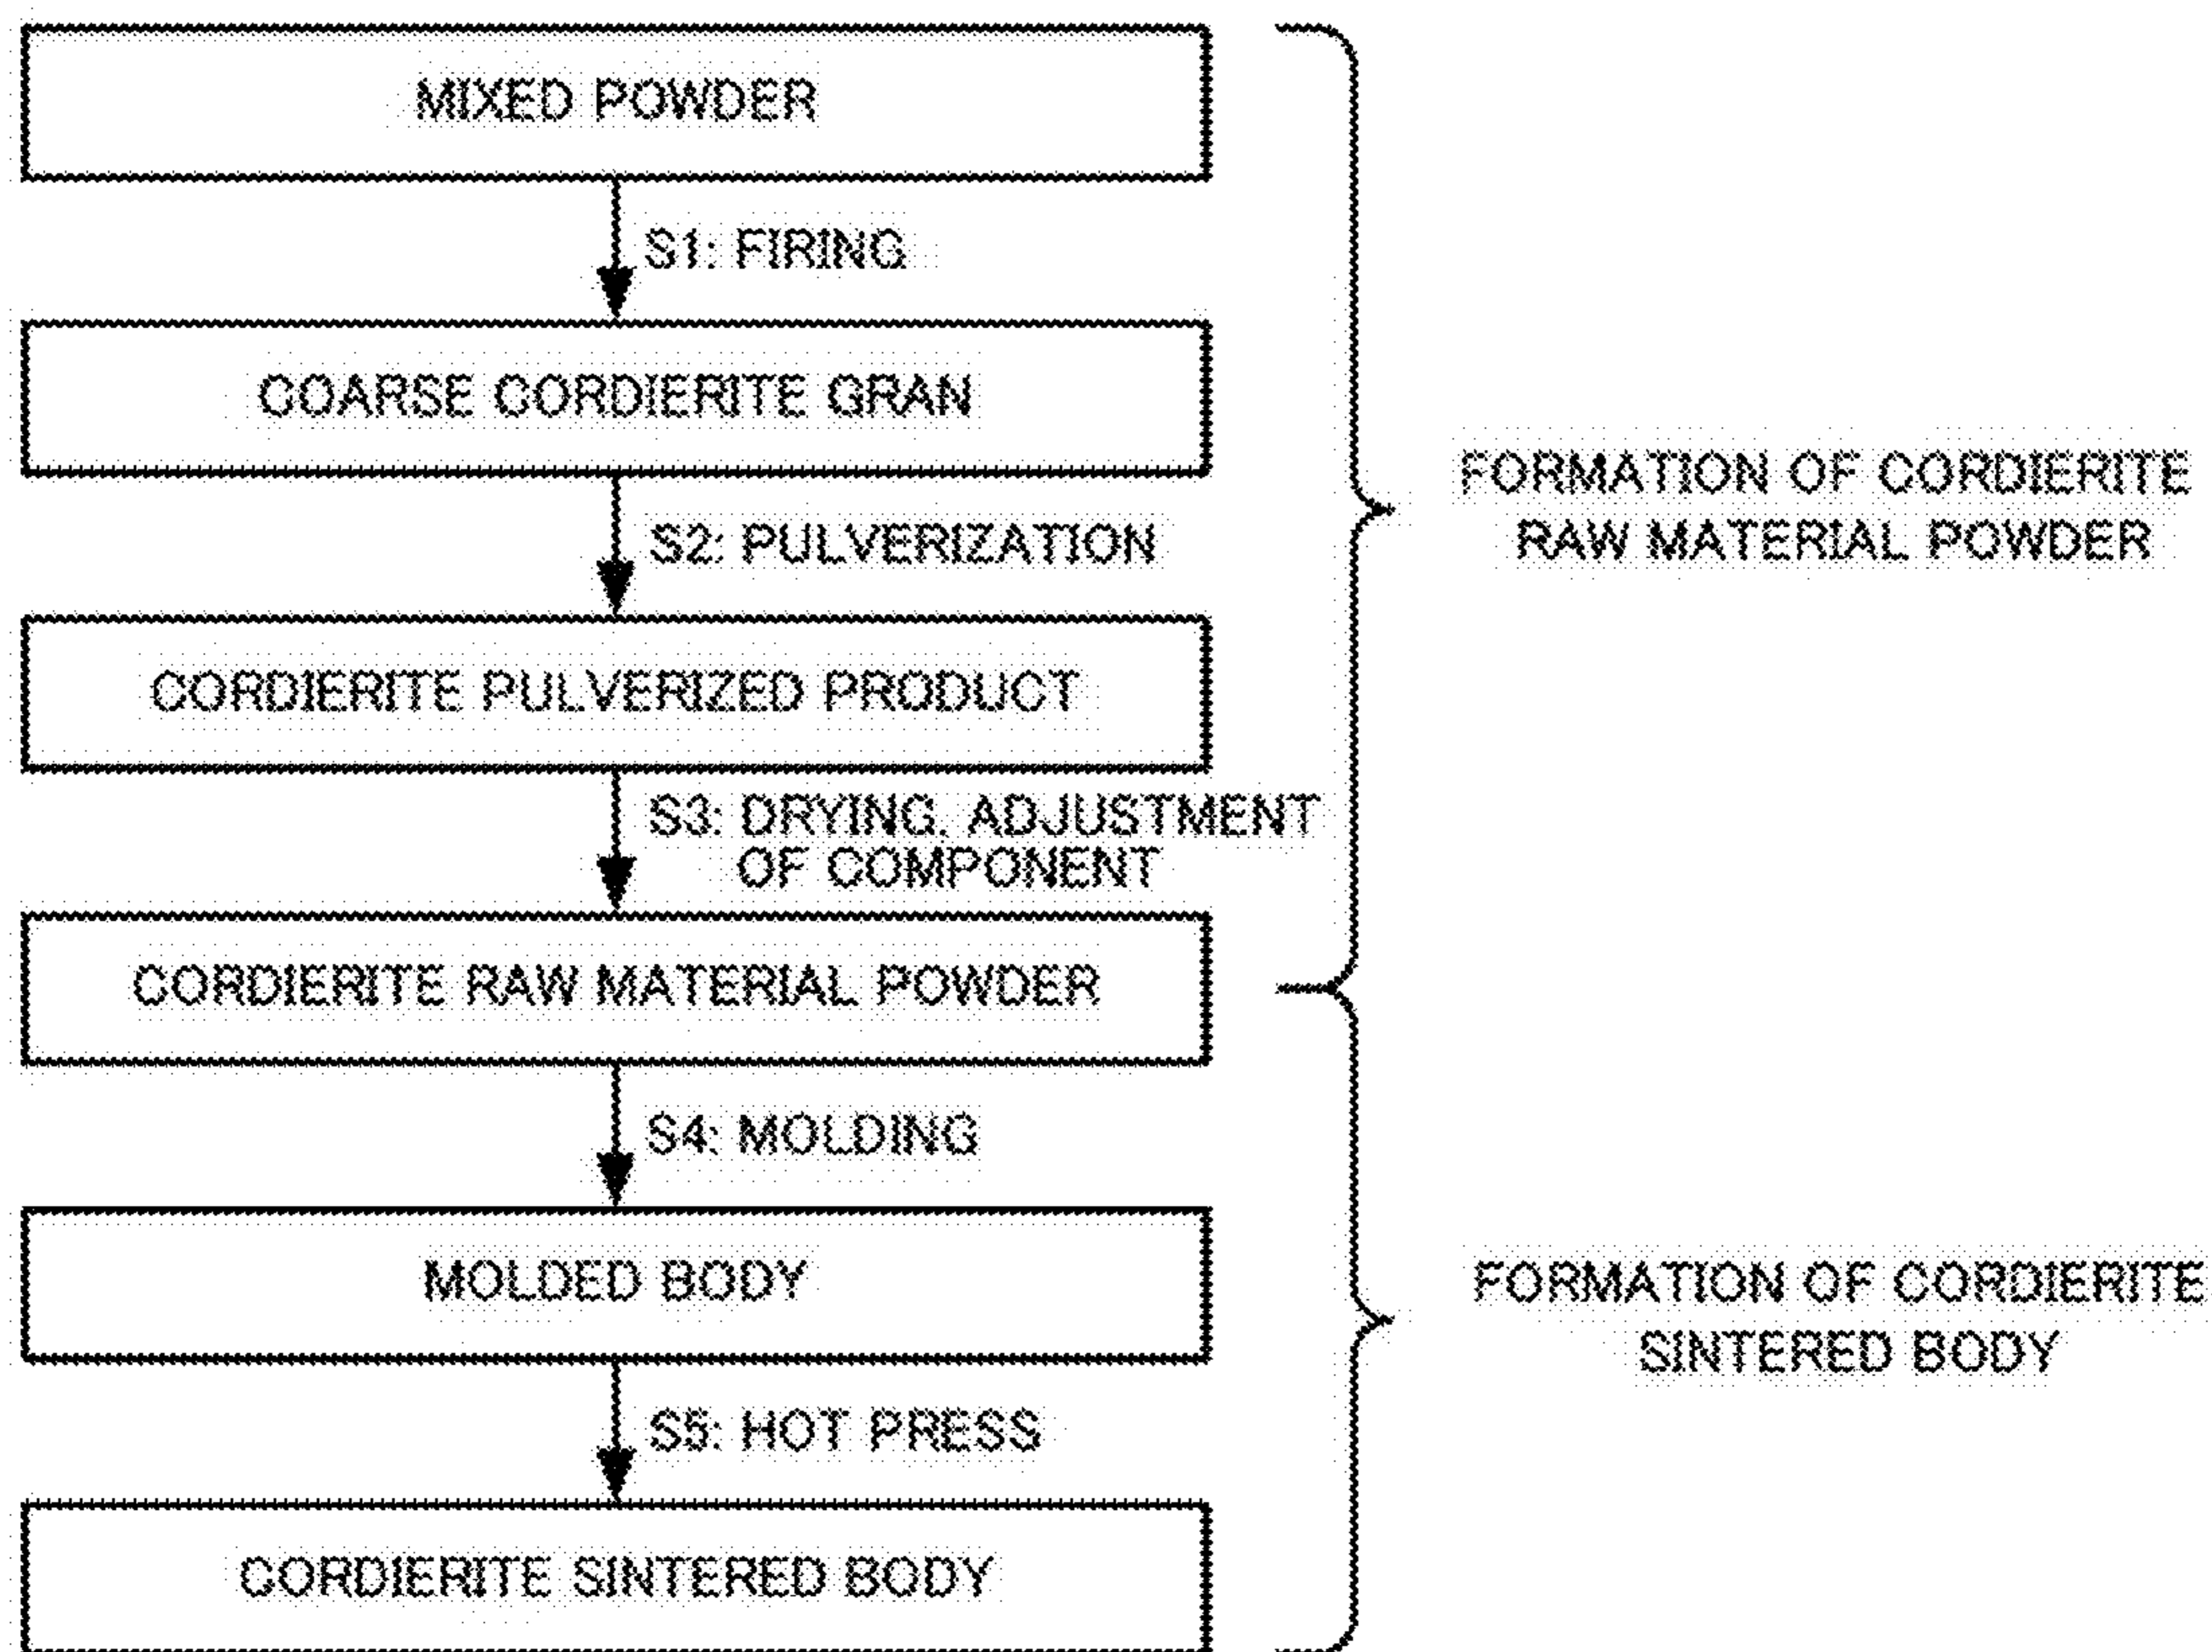 MIXED POWDER
S1: FIRING
COARSE CORDIERITE GRAN
S2: PULVERIZATION
FORMATION OF CORDIERITE
RAW MATERIAL POWDER
CORDIERITE PULVERIZED PRODUCT
S3: DRYING, ADJUSTMENT
OF COMPONENT
CORDIERITE RAW MATERIAL POWDER
S4: MOLDING
MOLDED BODY
FORMATION OF CORDIERITE
SINTERED BODY
S5: HOT PRESS
CORDIERITE SINTERED BODY